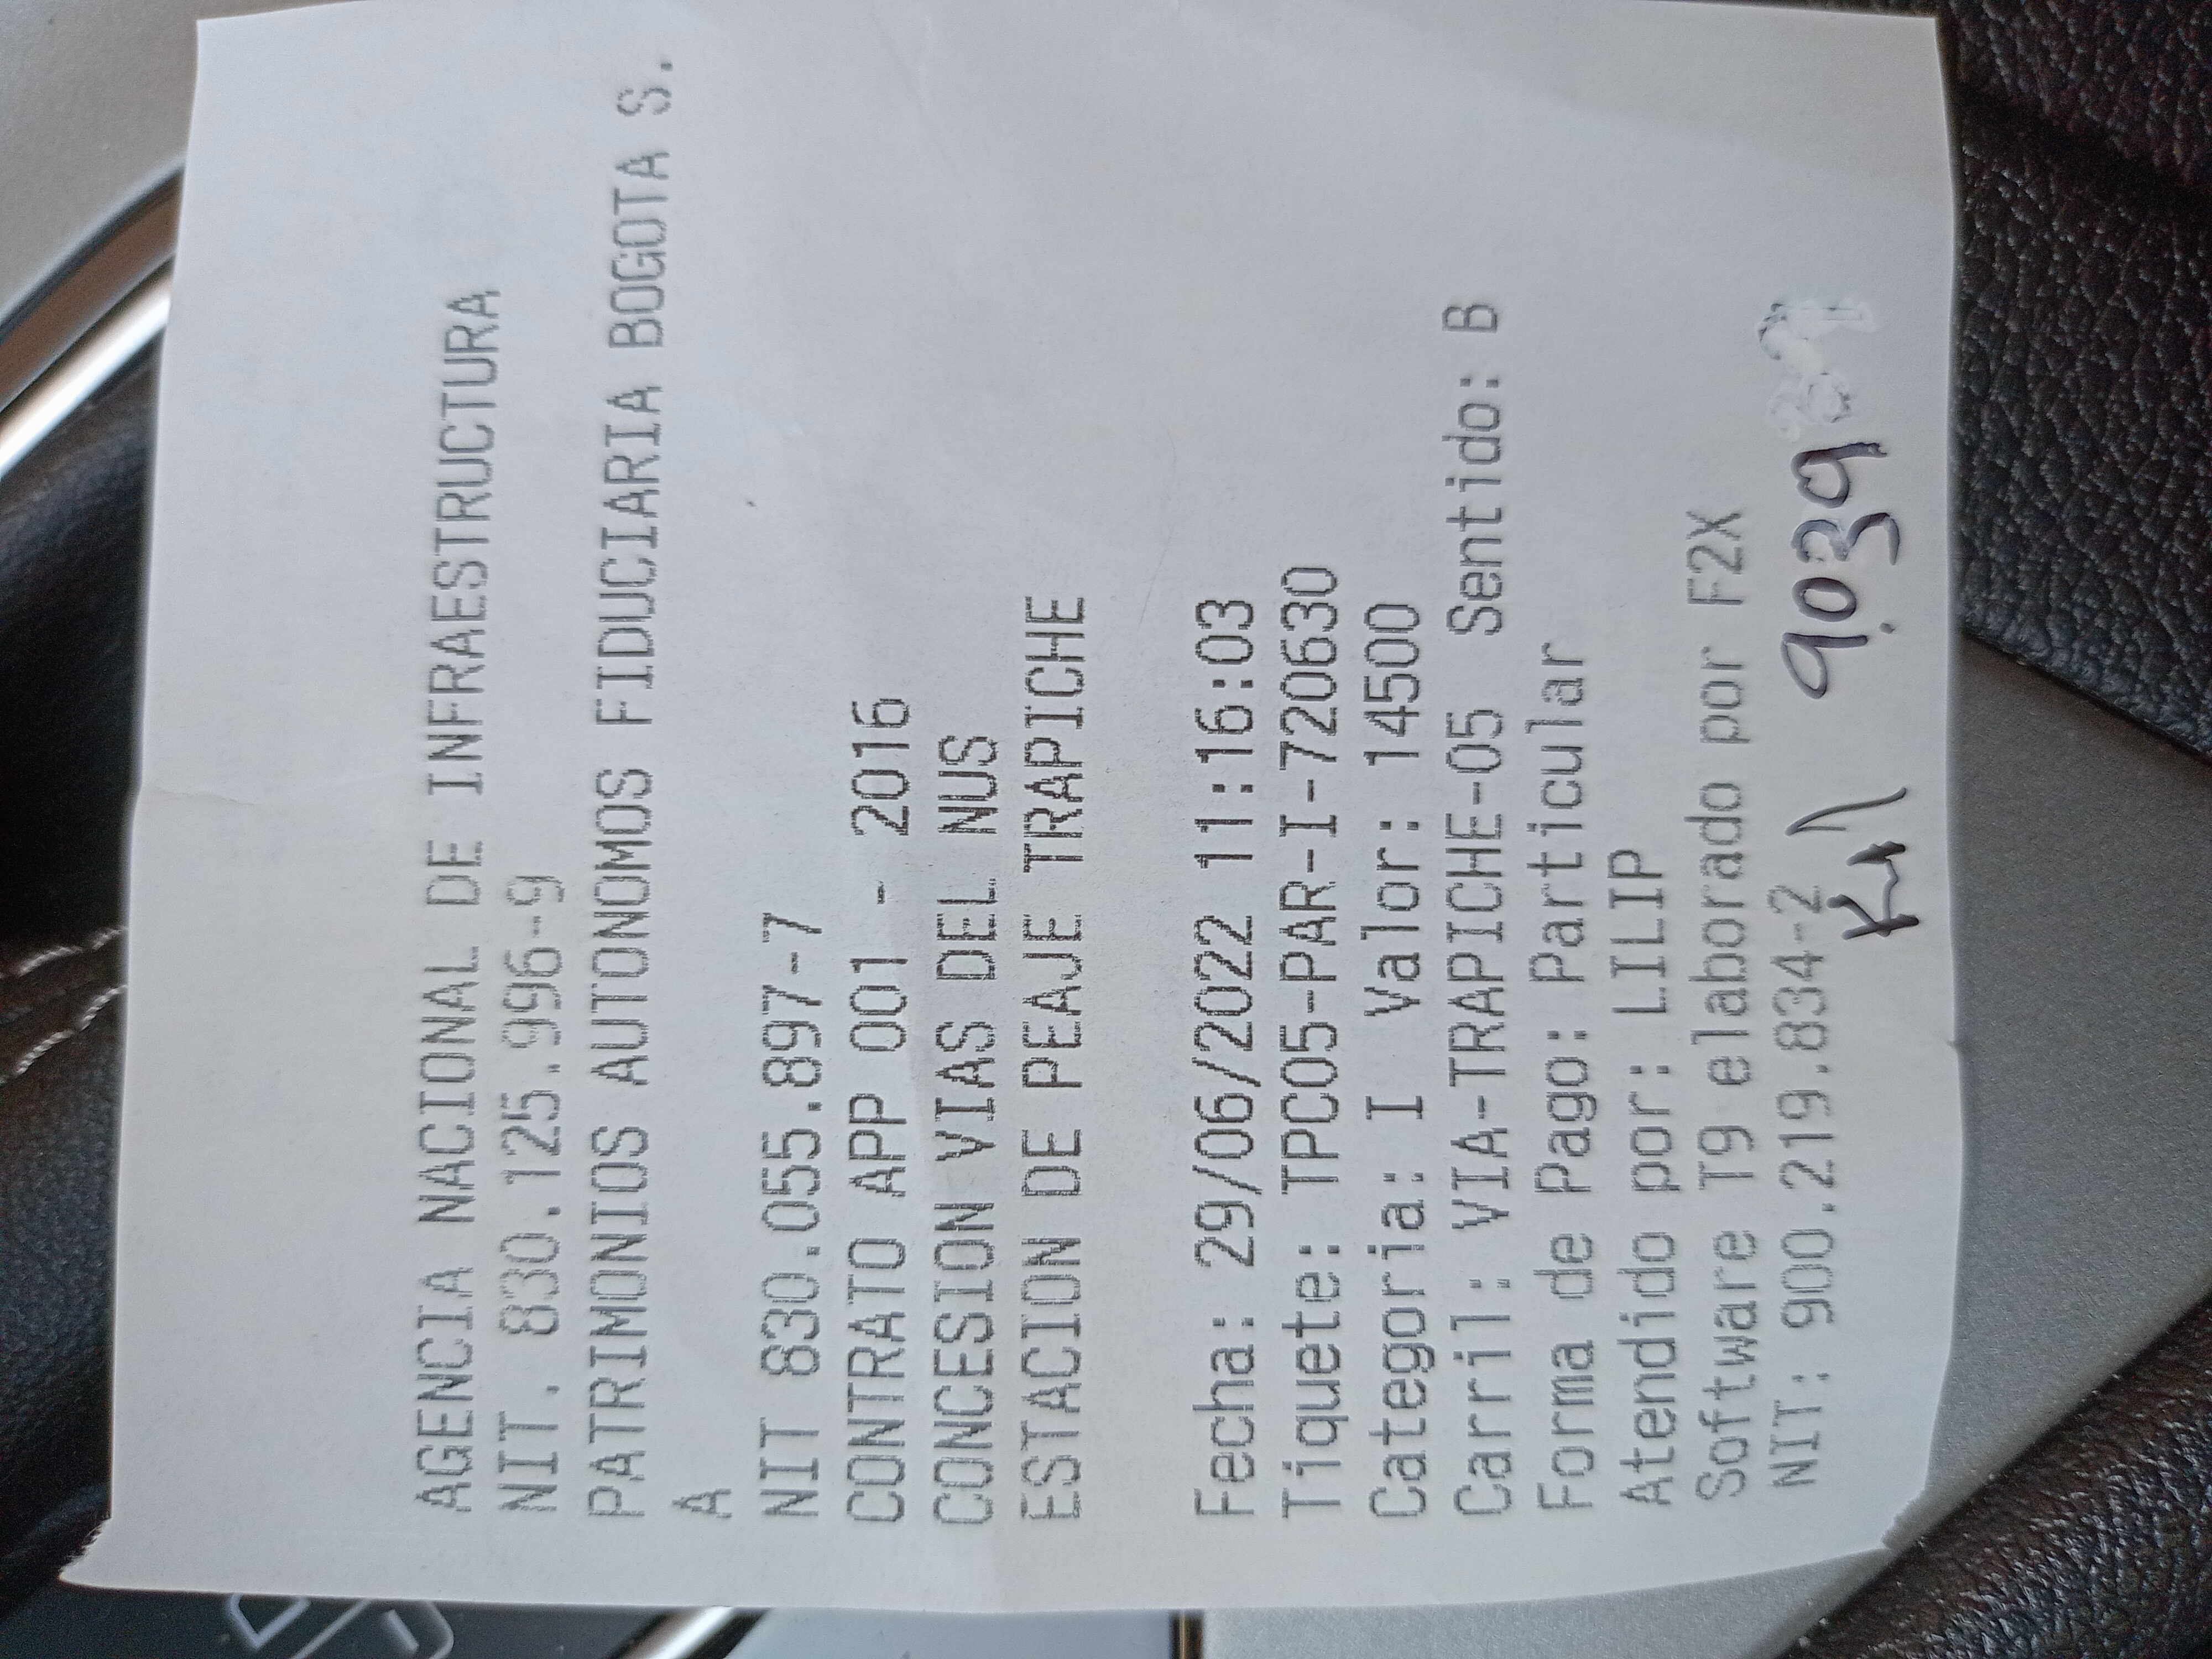 AGENCIA NACIONAL DE INFRAESTRUCTURA
NIT. 830.125.996-9
PATRIMONIOS AUTONOMOS FIDUCIARIA BOGOTA S.
A
NIT 830.055.897-7
CONTRATO APP 001 - 2016
CONCESION VIAS DEL NUS
ESTACION DE PEAJE TRAPICHE
Fecha: 29/06/2022 11:16:03
Tiquete: TPC05-PAR-I-720630
Categoria: I Valor: 14500
Carril: VIA-TRAPICHE-05 Sentido: B
Forma de Pago: Particular
Atendido por: LILIP
Software T9 elaborado por F2X
NIT: 900.219.834-2
9.039